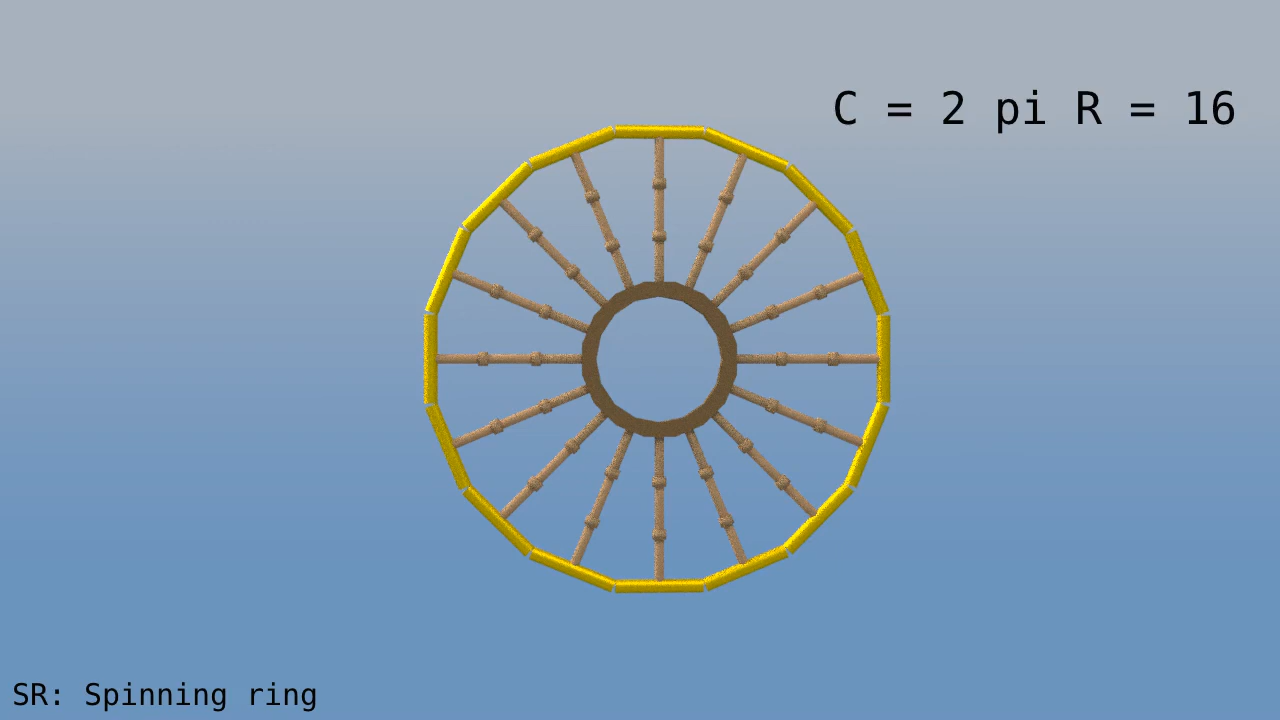 C = 2 pi R = 16
SR: Spinning ring